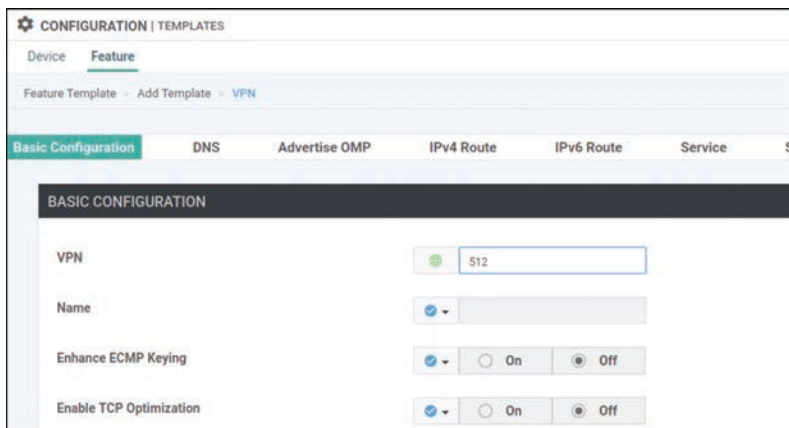 CONFIGURATION | TEMPLATES
Device Feature
Feature Template > Add Template > VPN
Basic Configuration DNS Advertise OMP IPv4 Route IPv6 Route Service
BASIC CONFIGURATION
VPN 512
Name
Enhance ECMP Keying On Off
Enable TCP Optimization On Off